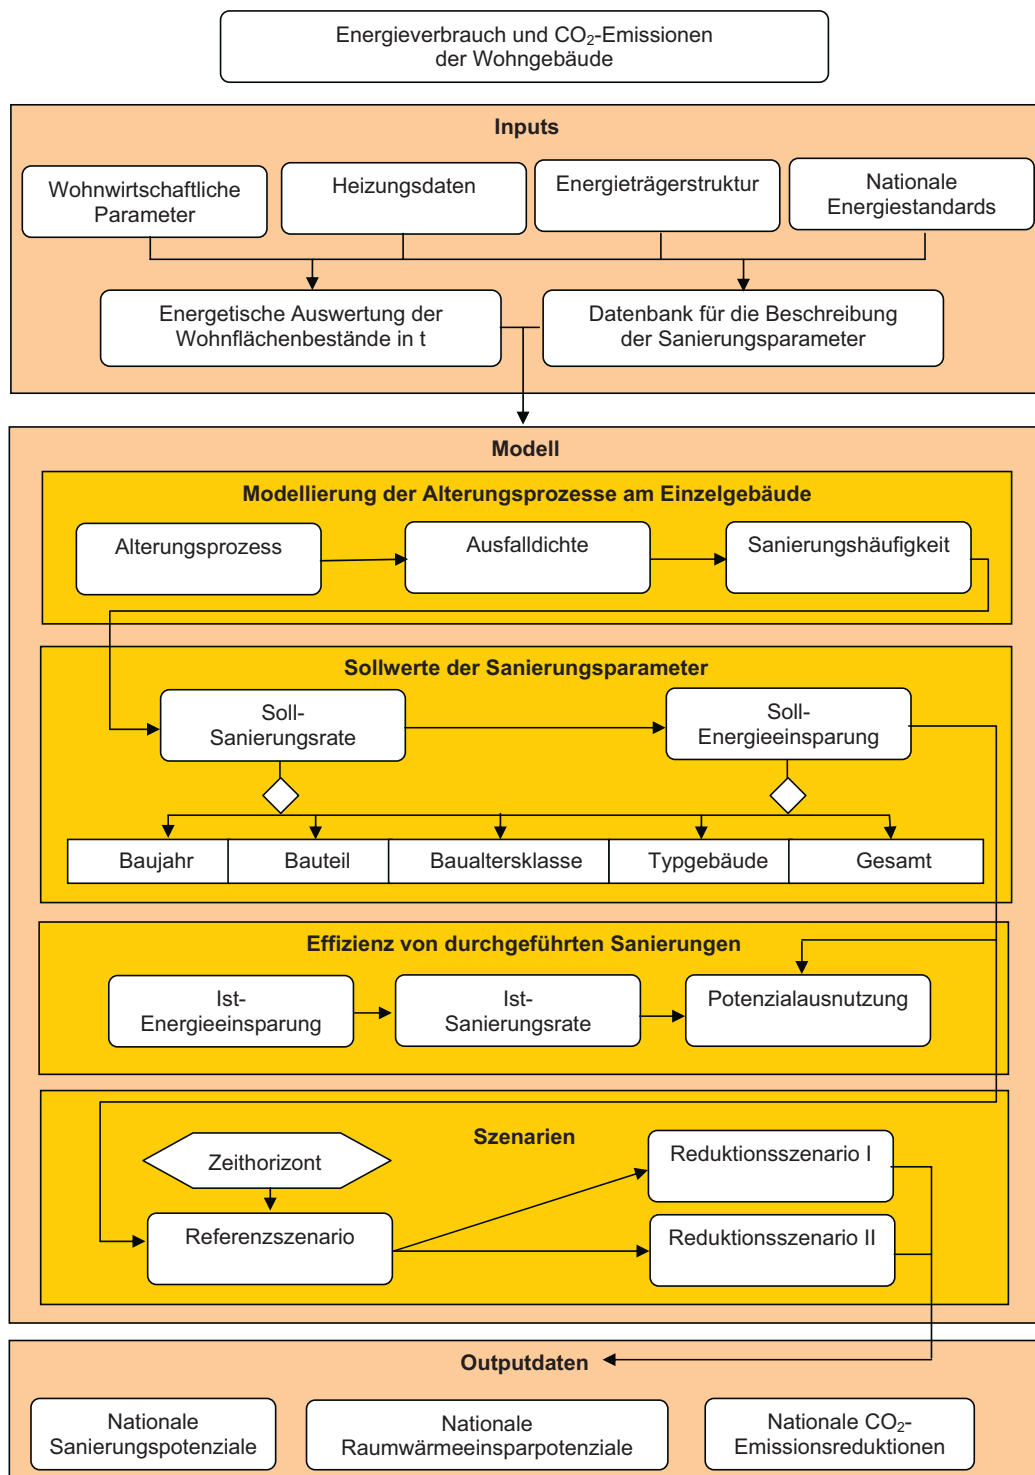 Energieverbrauch und CO₂-Emissionen
der Wohngebäude
Inputs
Wohnwirtschaftliche
Parameter
Heizungsdaten
Energieträgerstruktur
Nationale
Energiestandards
Energetische Auswertung der
Wohnflächenbestände in t
Datenbank für die Beschreibung
der Sanierungsparameter
Modell
Modellierung der Alterungsprozesse am Einzelgebäude
Alterungsprozess
Ausfalldichte
Sanierungshäufigkeit
Sollwerte der Sanierungsparameter
Soll-
Sanierungsrate
Soll-
Energieeinsparung
Baujahr
Bauteil
Baualtersklasse
Typgebäude
Gesamt
Effizienz von durchgeführten Sanierungen
Ist-
Energieeinsparung
Ist-
Sanierungsrate
Potenzialausnutzung
Szenarien
Zeithorizont
Referenzszenario
Reduktionsszenario I
Reduktionsszenario II
Outputdaten
Nationale
Sanierungspotenziale
Nationale
Raumwärmeeinsparpotenziale
Nationale CO₂-
Emissionsreduktionen